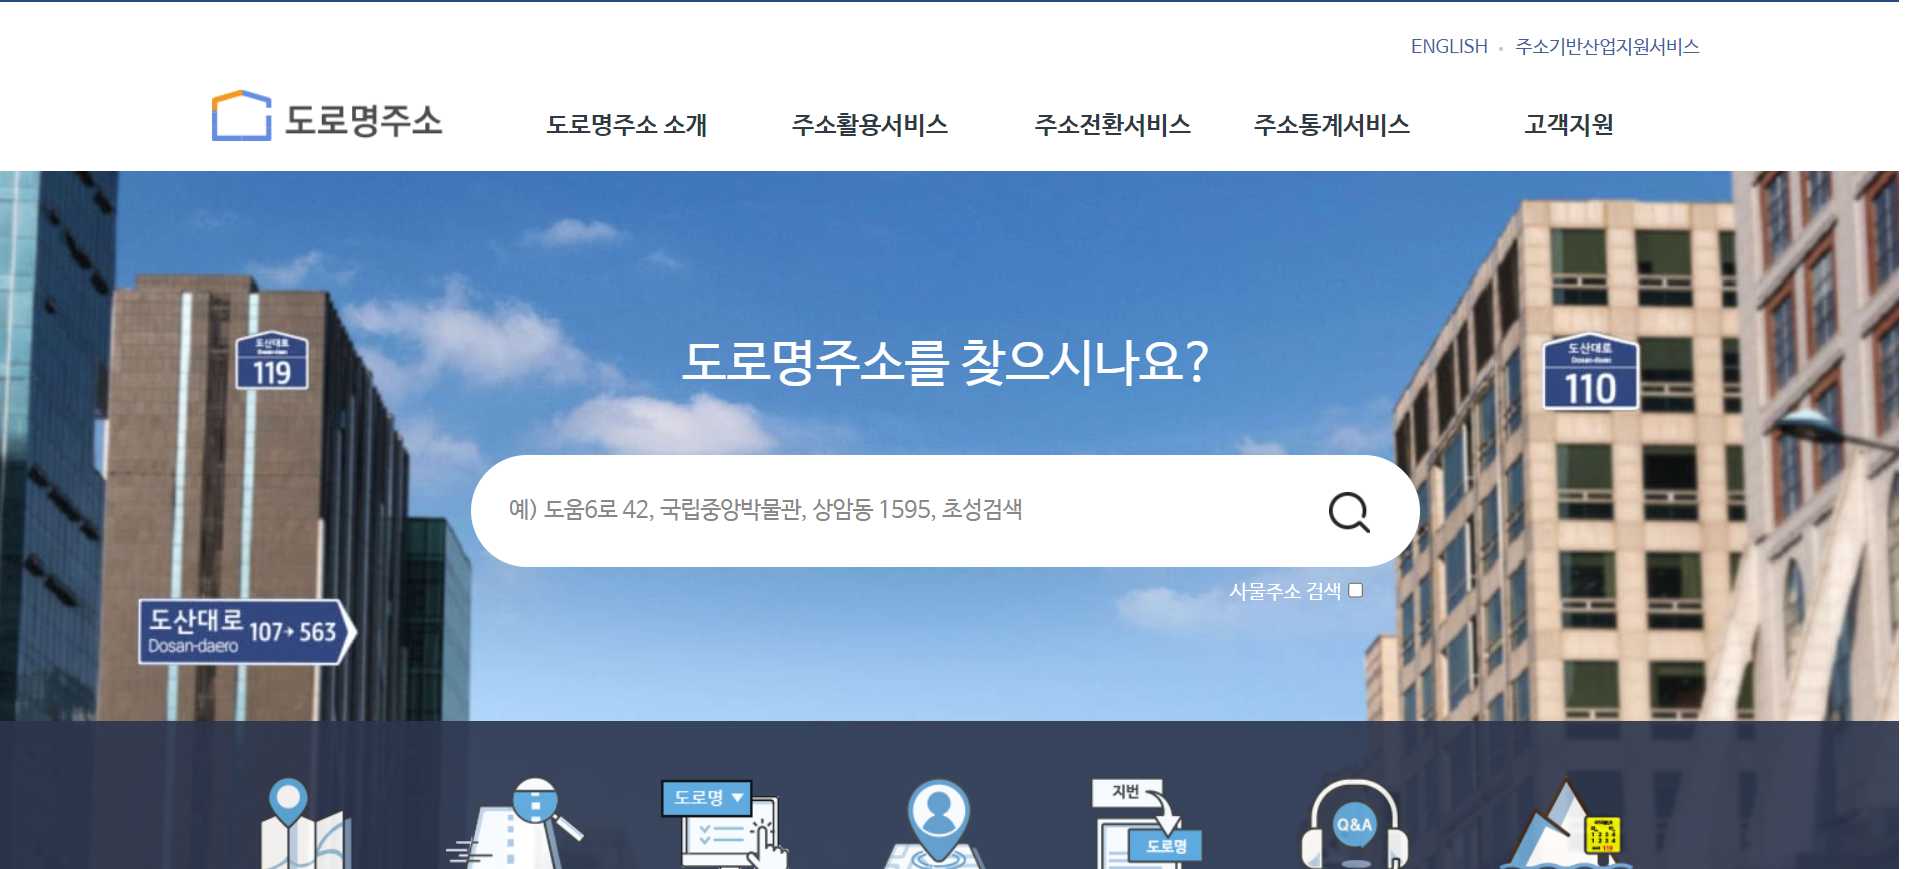 ENGLISH • 주소기반산업지원서비스
도로명주소
도로명주소 소개
주소활용서비스
주소전환서비스
주소통계서비스
고객지원
도산대로
Dosan-daero
119
도로명주소를 찾으시나요?
도산대로
Dosan-daero
110
예) 도움6로 42, 국립중앙박물관, 상암동 1595, 초성검색
사물주소 검색
도산대로 107→563
Dosan-daero
도로명 ▼
지번
도로명
Q&A